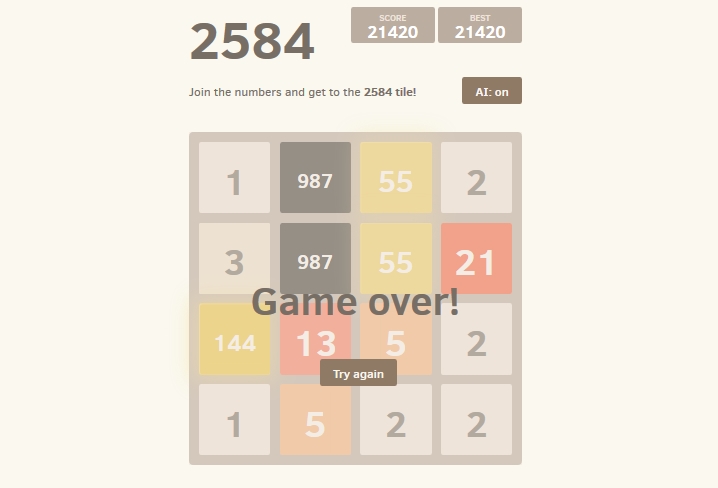 2584
SCORE
21420
BEST
21420
Join the numbers and get to the 2584 tile!
AI: on
1 987 55 2
3 987 55 21
Game over!
144 13 5 2
Try again
1 5 2 2